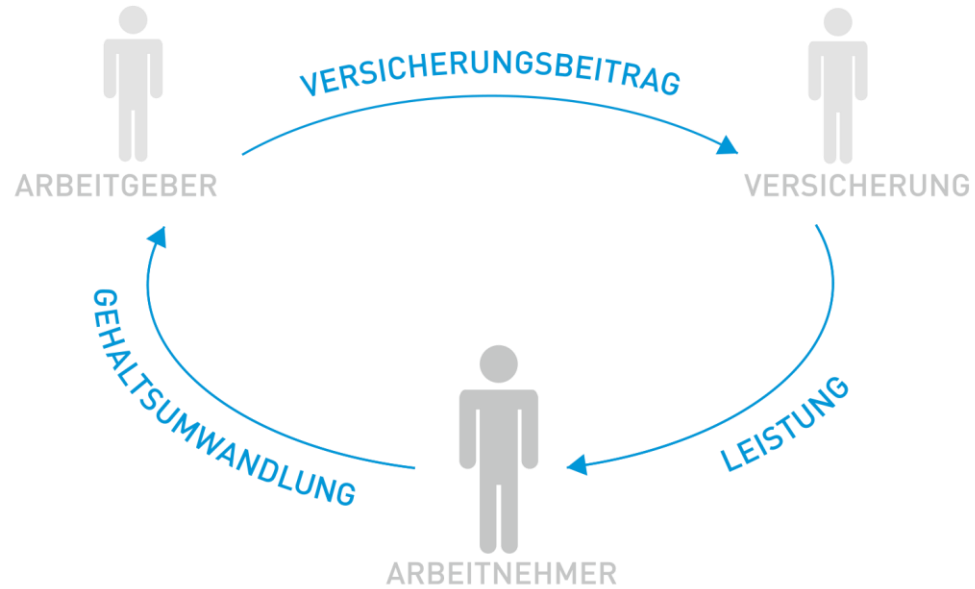 VERSICHERUNGSBEITRAG
ARBEITGEBER
VERSICHERUNG
GEHALTSUMWANDLUNG
LEISTUNG
ARBEITNEHMER